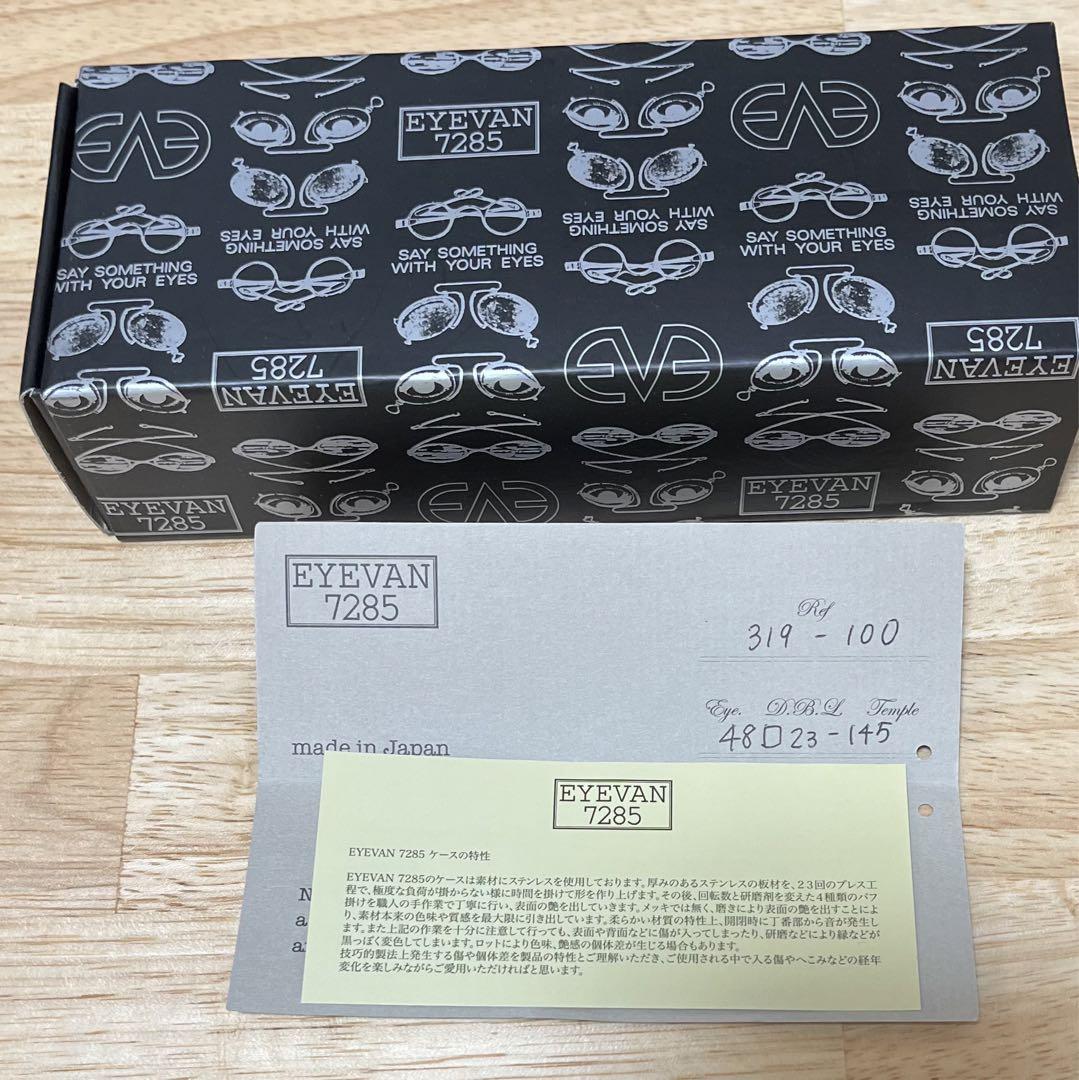 EYEVAN
7285
SAY SOMETHING
WITH YOUR EYES
SAY SOMETHING
WITH YOUR EYES
SAY SOMETHING
WITH YOUR EYES
SAY SOMETHING
WITH YOUR EYES
SAY SOMETHING
WITH YOUR EYES
SAY SOMETHING
WITH YOUR EYES
EVE
EVE
EVE
EVE
EYEVAN
7285
EYEVAN
7285
EYEVAN
7285
EYEVAN
7285
EYEVAN
7285
Ref
319 - 100
Eye. D.B.L. Temple
48□23-145
made in Japan
EYEVAN
7285
EYEVAN 7285 ケースの特性
EYEVAN 7285のケースは素材にステンレスを使用しております。厚みのあるステンレスの板材を、23回のプレス工
程で、極度な負荷が掛からない様に時間を掛けて形を作り上げます。その後、回転数と研磨剤を変えた4種類のバフ
掛けを職人の手作業で丁寧に行い、表面の艶を出していきます。メッキでは無く、磨きにより表面の艶を出すことによ
り、素材本来の色味や質感を最大限に引き出しています。柔らかい材質の特性上、開閉時に丁番部から音が発生し
ます。また上記の作業を十分に注意して行っても、表面や背面などに傷が入ってしまったり、研磨などにより縁などが
黒っぽく変色してしまいます。ロットにより色味、艶感の個体差が生じる場合もあります。
技巧的製法上発生する傷や個体差を製品の特性とご理解いただき、ご使用される中で入る傷やへこみなどの経年
変化を楽しみながらご愛用いただければと思います。